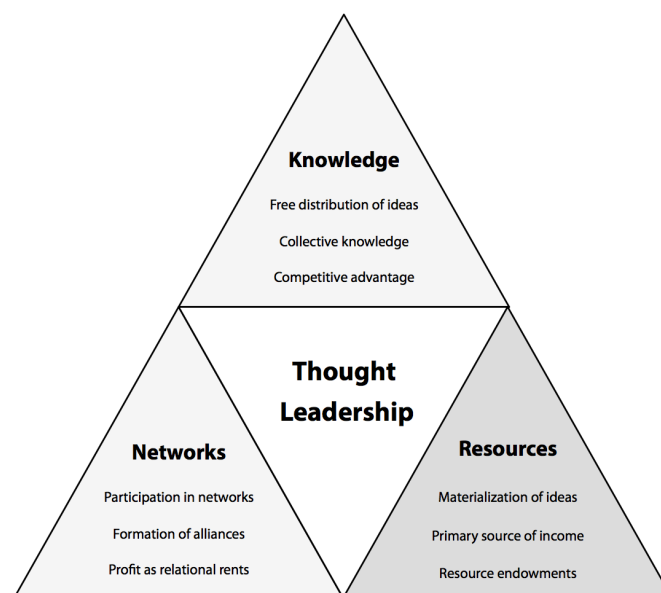 Knowledge
Free distribution of ideas
Collective knowledge
Competitive advantage
Thought
Leadership
Networks
Participation in networks
Formation of alliances
Profit as relational rents
Resources
Materialization of ideas
Primary source of income
Resource endowments